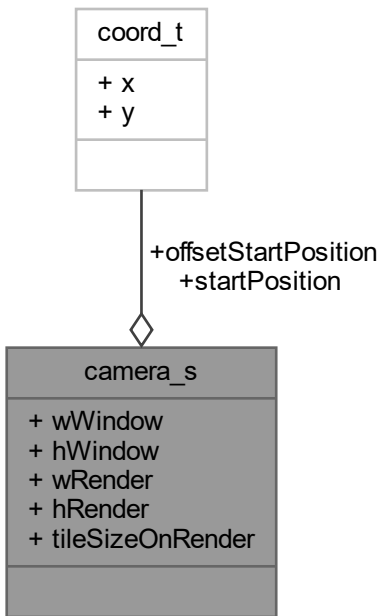 coord_t
+ x
+ y
+offsetStartPosition
+startPosition
camera_s
+ wWindow
+ hWindow
+ wRender
+ hRender
+ tileSizeOnRender